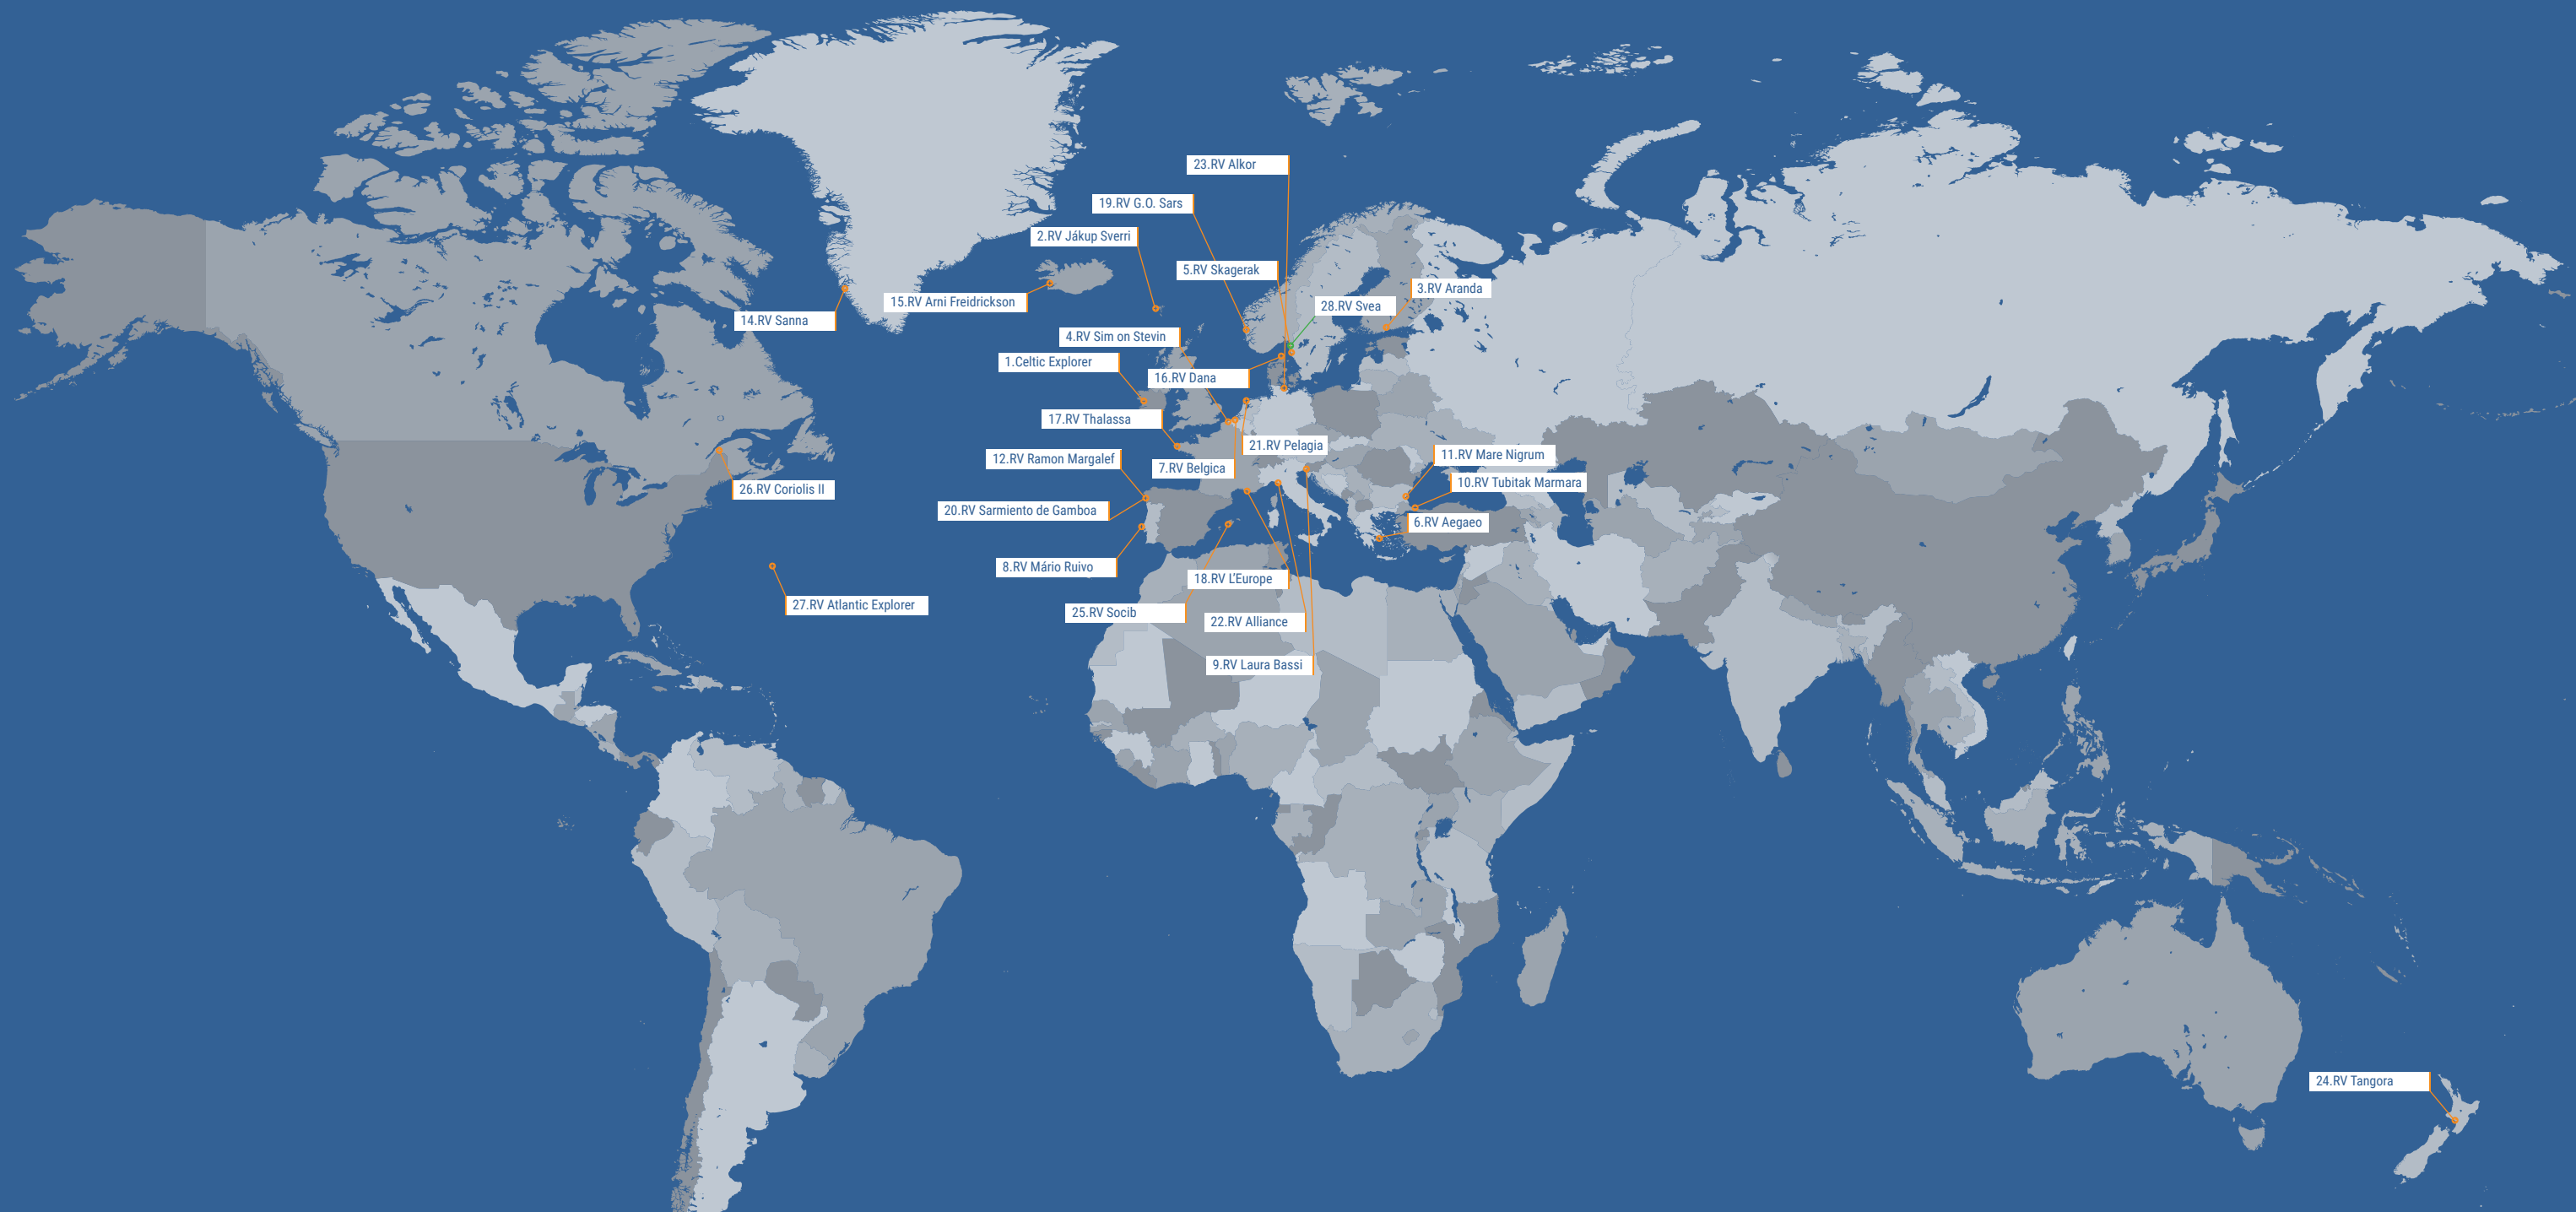 23.RV Alkor
19.RV G.O. Sars
2.RV Jákup Sverri
5.RV Skagerak
3.RV Aranda
15.RV Arni Freidrickson
28.RV Svea
14.RV Sanna
4.RV Sim on Stevin
1.Celtic Explorer
16.RV Dana
17.RV Thalassa
21.RV Pelagia
11.RV Mare Nigrum
12.RV Ramon Margalef
7.RV Belgica
10.RV Tubitak Marmara
26.RV Coriolis II
20.RV Sarmiento de Gamboa
6.RV Aegaeo
8.RV Mário Ruivo
18.RV L'Europe
27.RV Atlantic Explorer
25.RV Socib
22.RV Alliance
9.RV Laura Bassi
24.RV Tangora